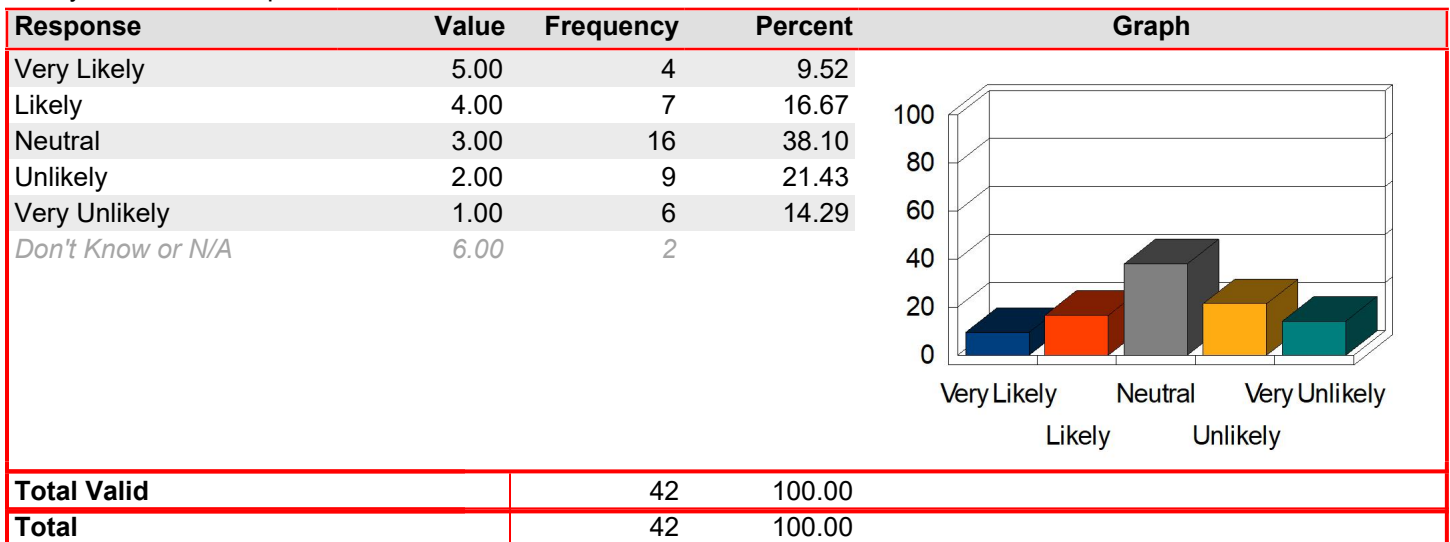 Response Value Frequency Percent Graph
Very Likely 5.00 4 9.52
Likely 4.00 7 16.67
Neutral 3.00 16 38.10
Unlikely 2.00 9 21.43
Very Unlikely 1.00 6 14.29
Don't Know or N/A 6.00 2
100
80
60
40
20
0
Very Likely Neutral Very Unlikely
Likely Unlikely
Total Valid 42 100.00
Total 42 100.00